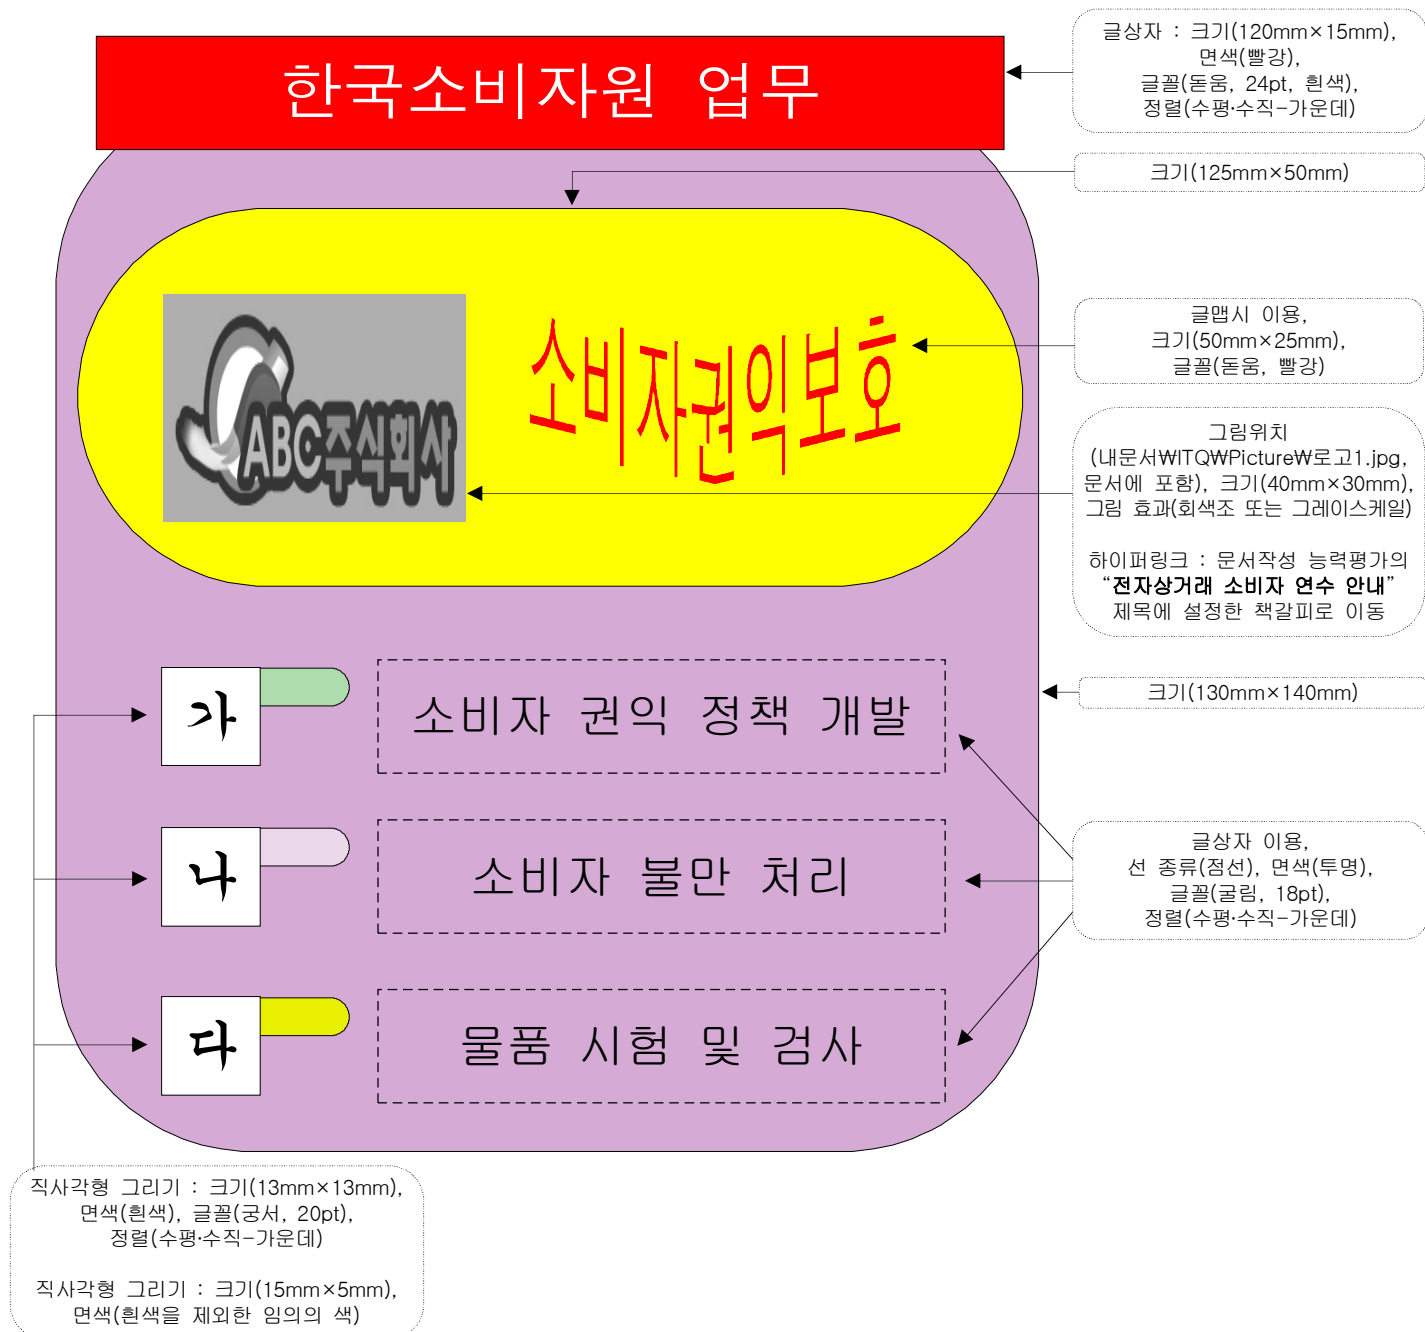 한국소비자원 업무
글상자 : 크기(120mm×15mm),
면색(빨강),
글꼴(돋움, 24pt, 흰색),
정렬(수평·수직-가운데)
크기(125mm×50mm)
소비자권익보호
글맵시 이용,
크기(50mm×25mm),
글꼴(돋움, 빨강)
ABC주식회사
그림위치
(내문서₩ITQ₩Picture₩로고1.jpg,
문서에 포함), 크기(40mm×30mm),
그림 효과(회색조 또는 그레이스케일)
하이퍼링크 : 문서작성 능력평가의
“전자상거래 소비자 연수 안내”
제목에 설정한 책갈피로 이동
크기(130mm×140mm)
가
소비자 권익 정책 개발
나
소비자 불만 처리
글상자 이용,
선 종류(점선), 면색(투명),
글꼴(굴림, 18pt),
정렬(수평·수직-가운데)
다
물품 시험 및 검사
직사각형 그리기 : 크기(13mm×13mm),
면색(흰색), 글꼴(궁서, 20pt),
정렬(수평·수직-가운데)
직사각형 그리기 : 크기(15mm×5mm),
면색(흰색을 제외한 임의의 색)